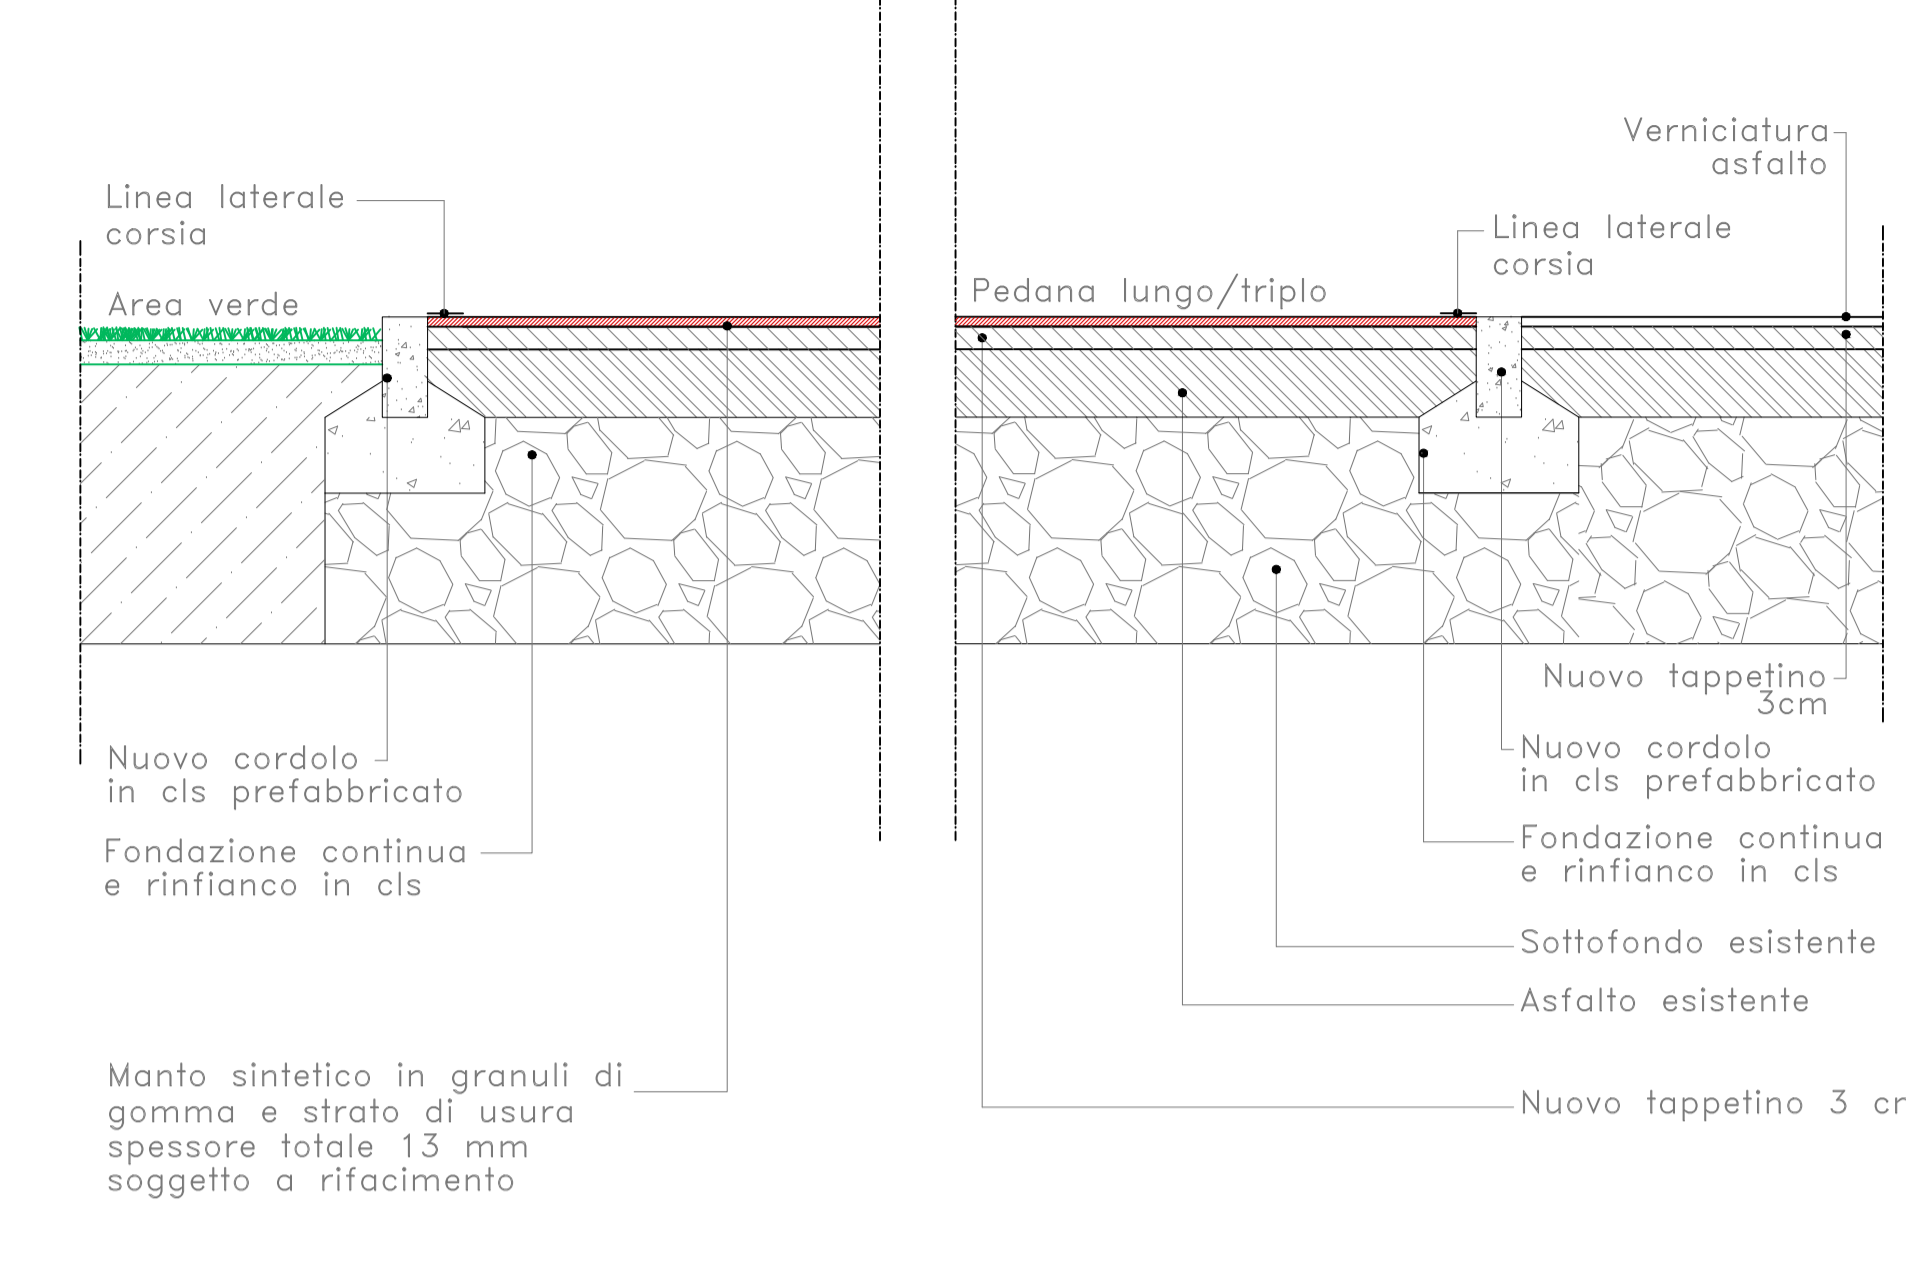 Linea laterale
corsia
Area verde
Nuovo cordolo
in cls prefabbricato
Fondazione continua
e rinfianco in cls
Manto sintetico in granuli di
gomma e strato di usura
spessore totale 13 mm
soggetto a rifacimento
Verniciatura
asfalto
Linea laterale
corsia
Pedana lungo/triplo
Nuovo tappetino
3cm
Nuovo cordolo
in cls prefabbricato
Fondazione continua
e rinfianco in cls
Sottofondo esistente
Asfalto esistente
Nuovo tappetino 3